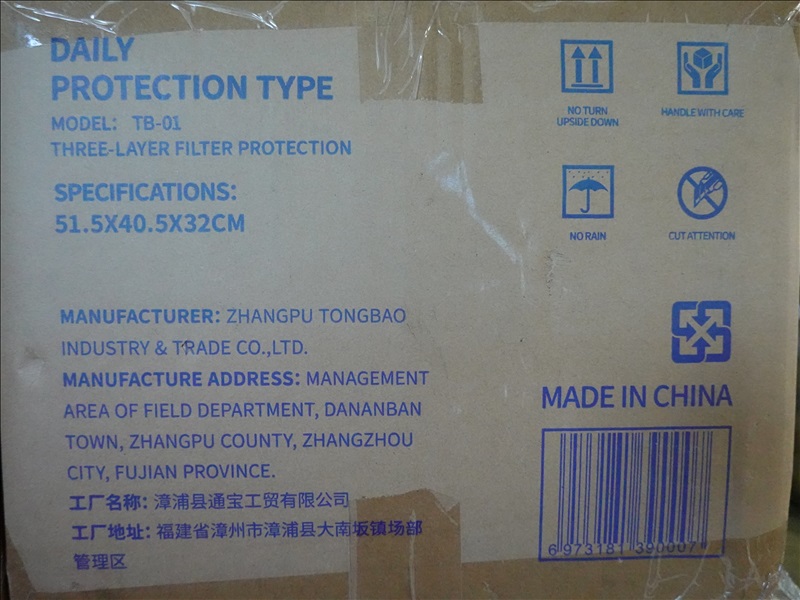 DAILY
PROTECTION TYPE
MODEL: TB-01
THREE-LAYER FILTER PROTECTION
SPECIFICATIONS:
51.5X40.5X32CM
NO TURN
UPSIDE DOWN
HANDLE WITH CARE
NO RAIN
CUT ATTENTION
MANUFACTURER: ZHANGPU TONGBAO
INDUSTRY & TRADE CO.,LTD.
MANUFACTURE ADDRESS: MANAGEMENT
AREA OF FIELD DEPARTMENT, DANANBAN
TOWN, ZHANGPU COUNTY, ZHANGZHOU
CITY, FUJIAN PROVINCE.
工厂名称: 漳浦县通宝工贸有限公司
工厂地址: 福建省漳州市漳浦县大南坂镇场部
管理区
MADE IN CHINA
6 973181 390007